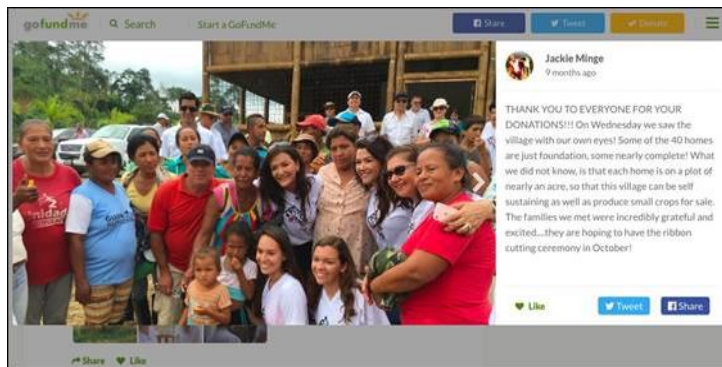 gofundme
Search
Start a GoFundMe
Share
Tweet
Donate
Jackie Minge
9 months ago
THANK YOU TO EVERYONE FOR YOUR
DONATIONS!!! On Wednesday we saw the
village with our own eyes! Some of the 40 homes
are just foundation, some nearly complete! What
we did not know, is that each home is on a plot of
nearly an acre, so that this village can be self
sustaining as well as produce small crops for sale.
The families we met were incredibly grateful and
excited....they are hoping to have the ribbon
cutting ceremony in October!
Like
Tweet
Share
Share
Like